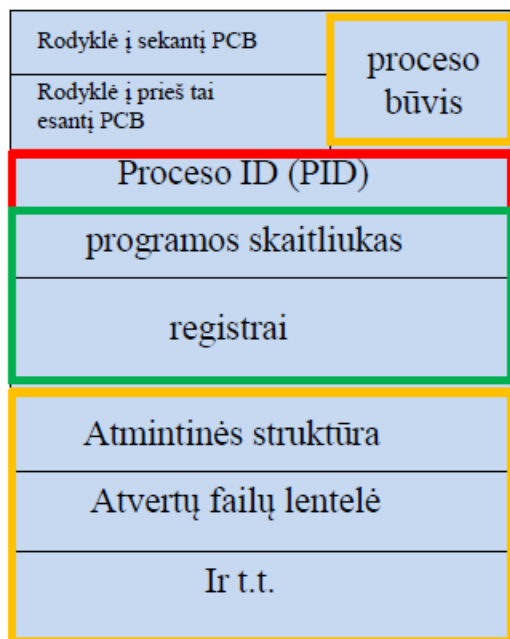 Rodyklė į sekantį PCB
proceso
būvis
Rodyklė į prieš tai
esantį PCB
Proceso ID (PID)
programos skaitliukas
registrai
Atmintinės struktūra
Atvertų failų lentelė
Ir t.t.